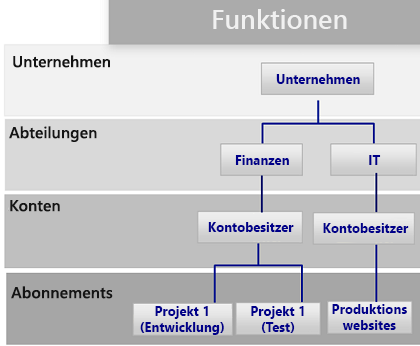 Funktionen
Unternehmen
Unternehmen
Abteilungen
Finanzen
IT
Konten
Kontobesitzer
Kontobesitzer
Abonnements
Projekt 1
(Entwicklung)
Projekt 1
(Test)
Produktions
websites